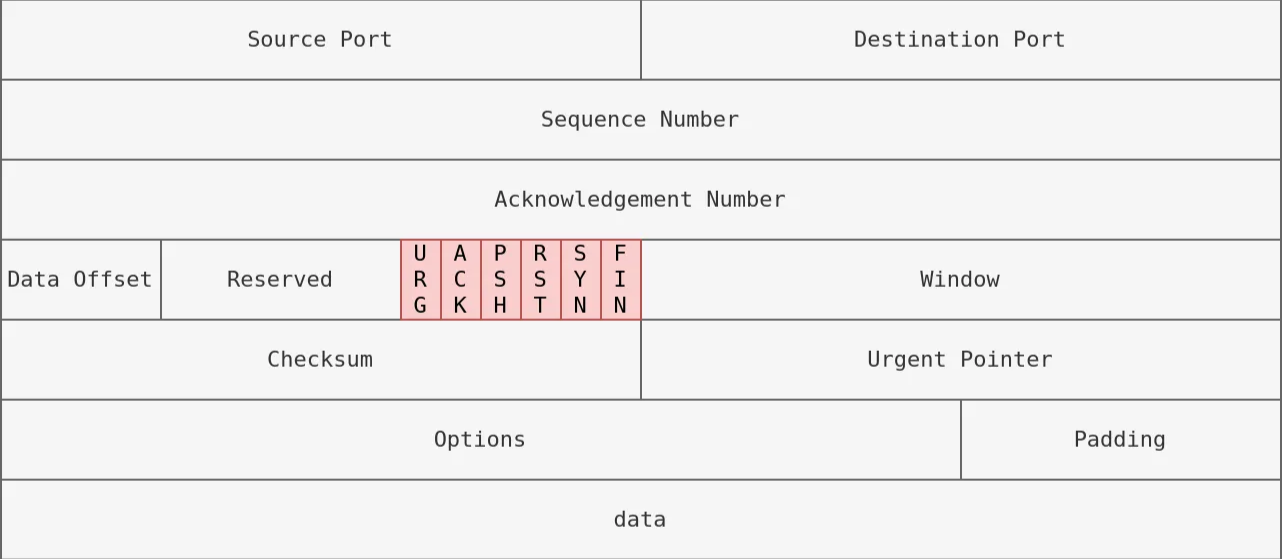 Source Port
Destination Port
Sequence Number
Acknowledgement Number
Data Offset
Reserved
URG
ACK
PSH
RST
SYN
FIN
Window
Checksum
Urgent Pointer
Options
Padding
data